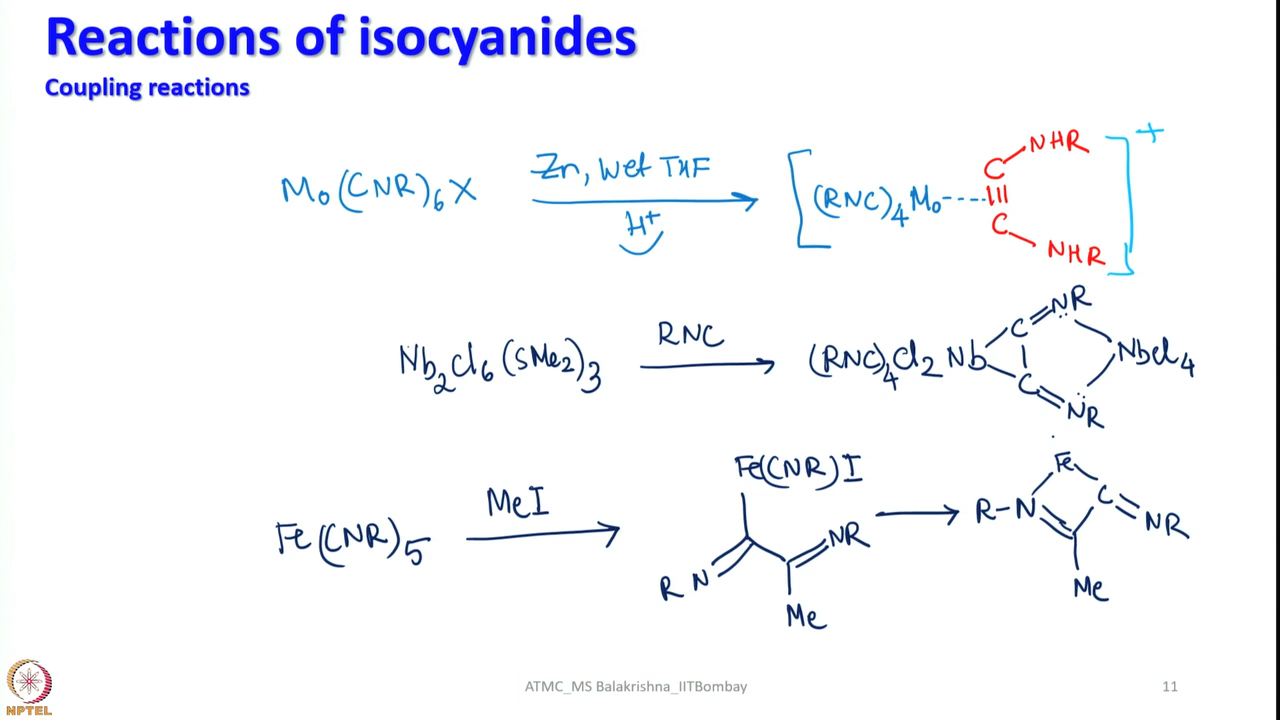 Reactions of isocyanides
Coupling reactions
Mo(CNR)6X
Zn, wet THF
H+
[(RNC)4Mo----
C
NHR
C
NHR
]+
Nb2Cl6(SMe2)3
RNC
(RNC)4Cl2Nb
C=NR
C=NR
NbCl4
Fe(CNR)5
MeI
Fe(CNR)I
RN
NR
Me
Fe
R-N
C=NR
Me
NPTEL
ATMC_MS Balakrishna_IITBombay
11